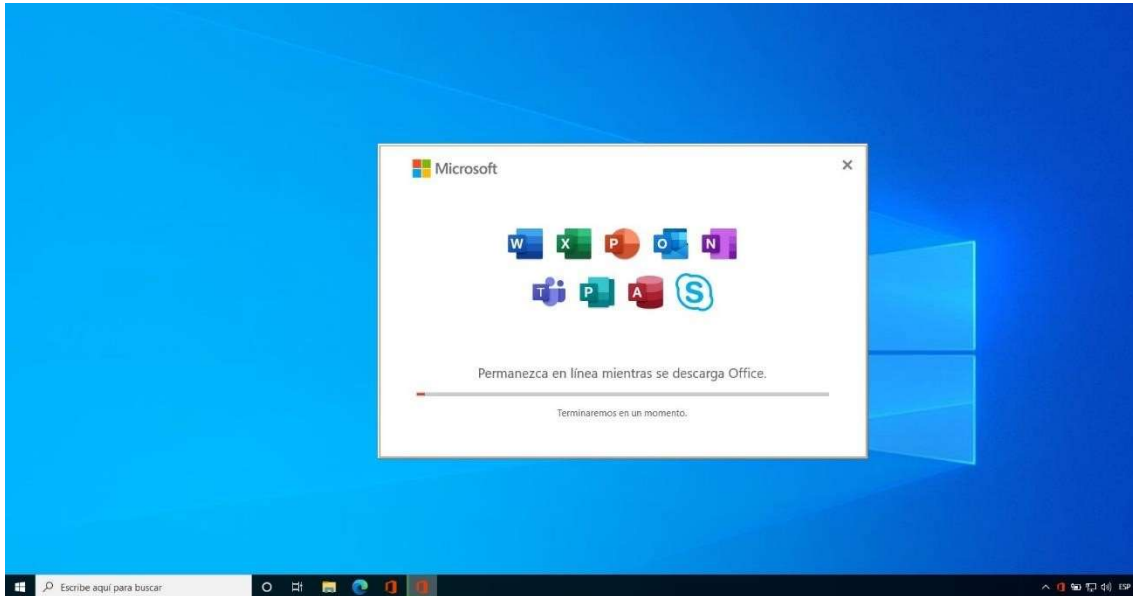 Microsoft
W X P O N
T P A S
Permanezca en línea mientras se descarga Office.
Terminaremos en un momento.
Escribe aquí para buscar
ESP